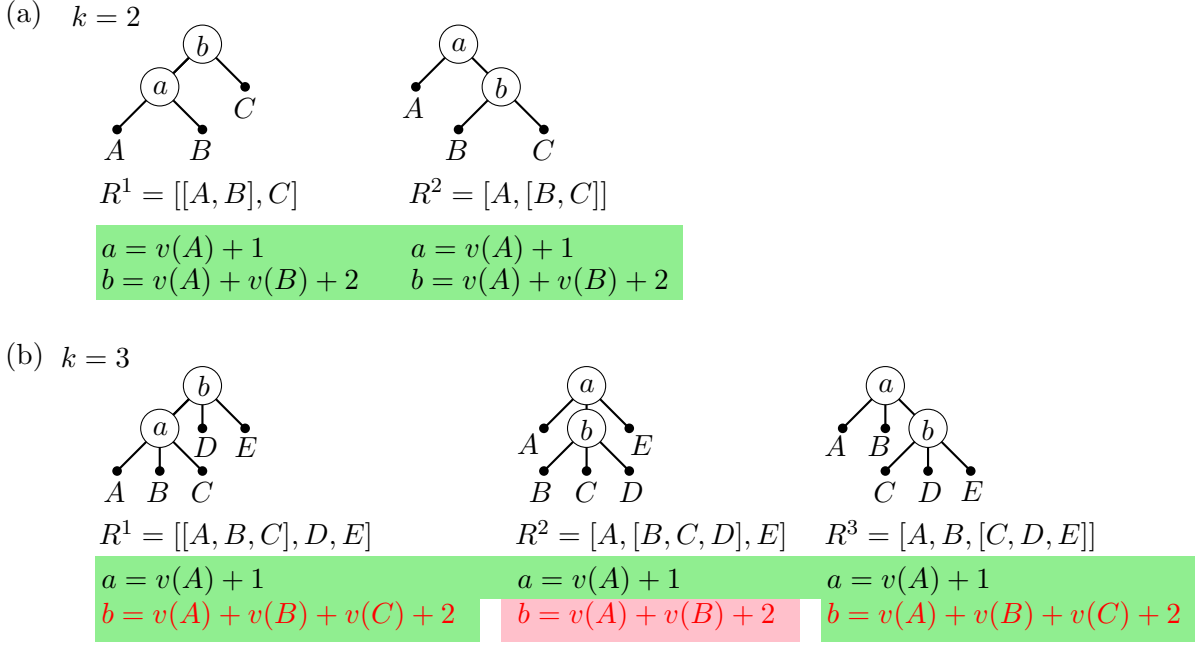 (a) k = 2
b
a
a
b
C
A
A
B
B
C
R^1 = [[A, B], C]
R^2 = [A, [B, C]]
a = v(A) + 1
a = v(A) + 1
b = v(A) + v(B) + 2
b = v(A) + v(B) + 2
(b) k = 3
b
a
a
a
D
E
A
b
E
A
B
b
A
B
C
B
C
D
C
D
E
R^1 = [[A, B, C], D, E]
R^2 = [A, [B, C, D], E]
R^3 = [A, B, [C, D, E]]
a = v(A) + 1
a = v(A) + 1
a = v(A) + 1
b = v(A) + v(B) + v(C) + 2
b = v(A) + v(B) + 2
b = v(A) + v(B) + v(C) + 2